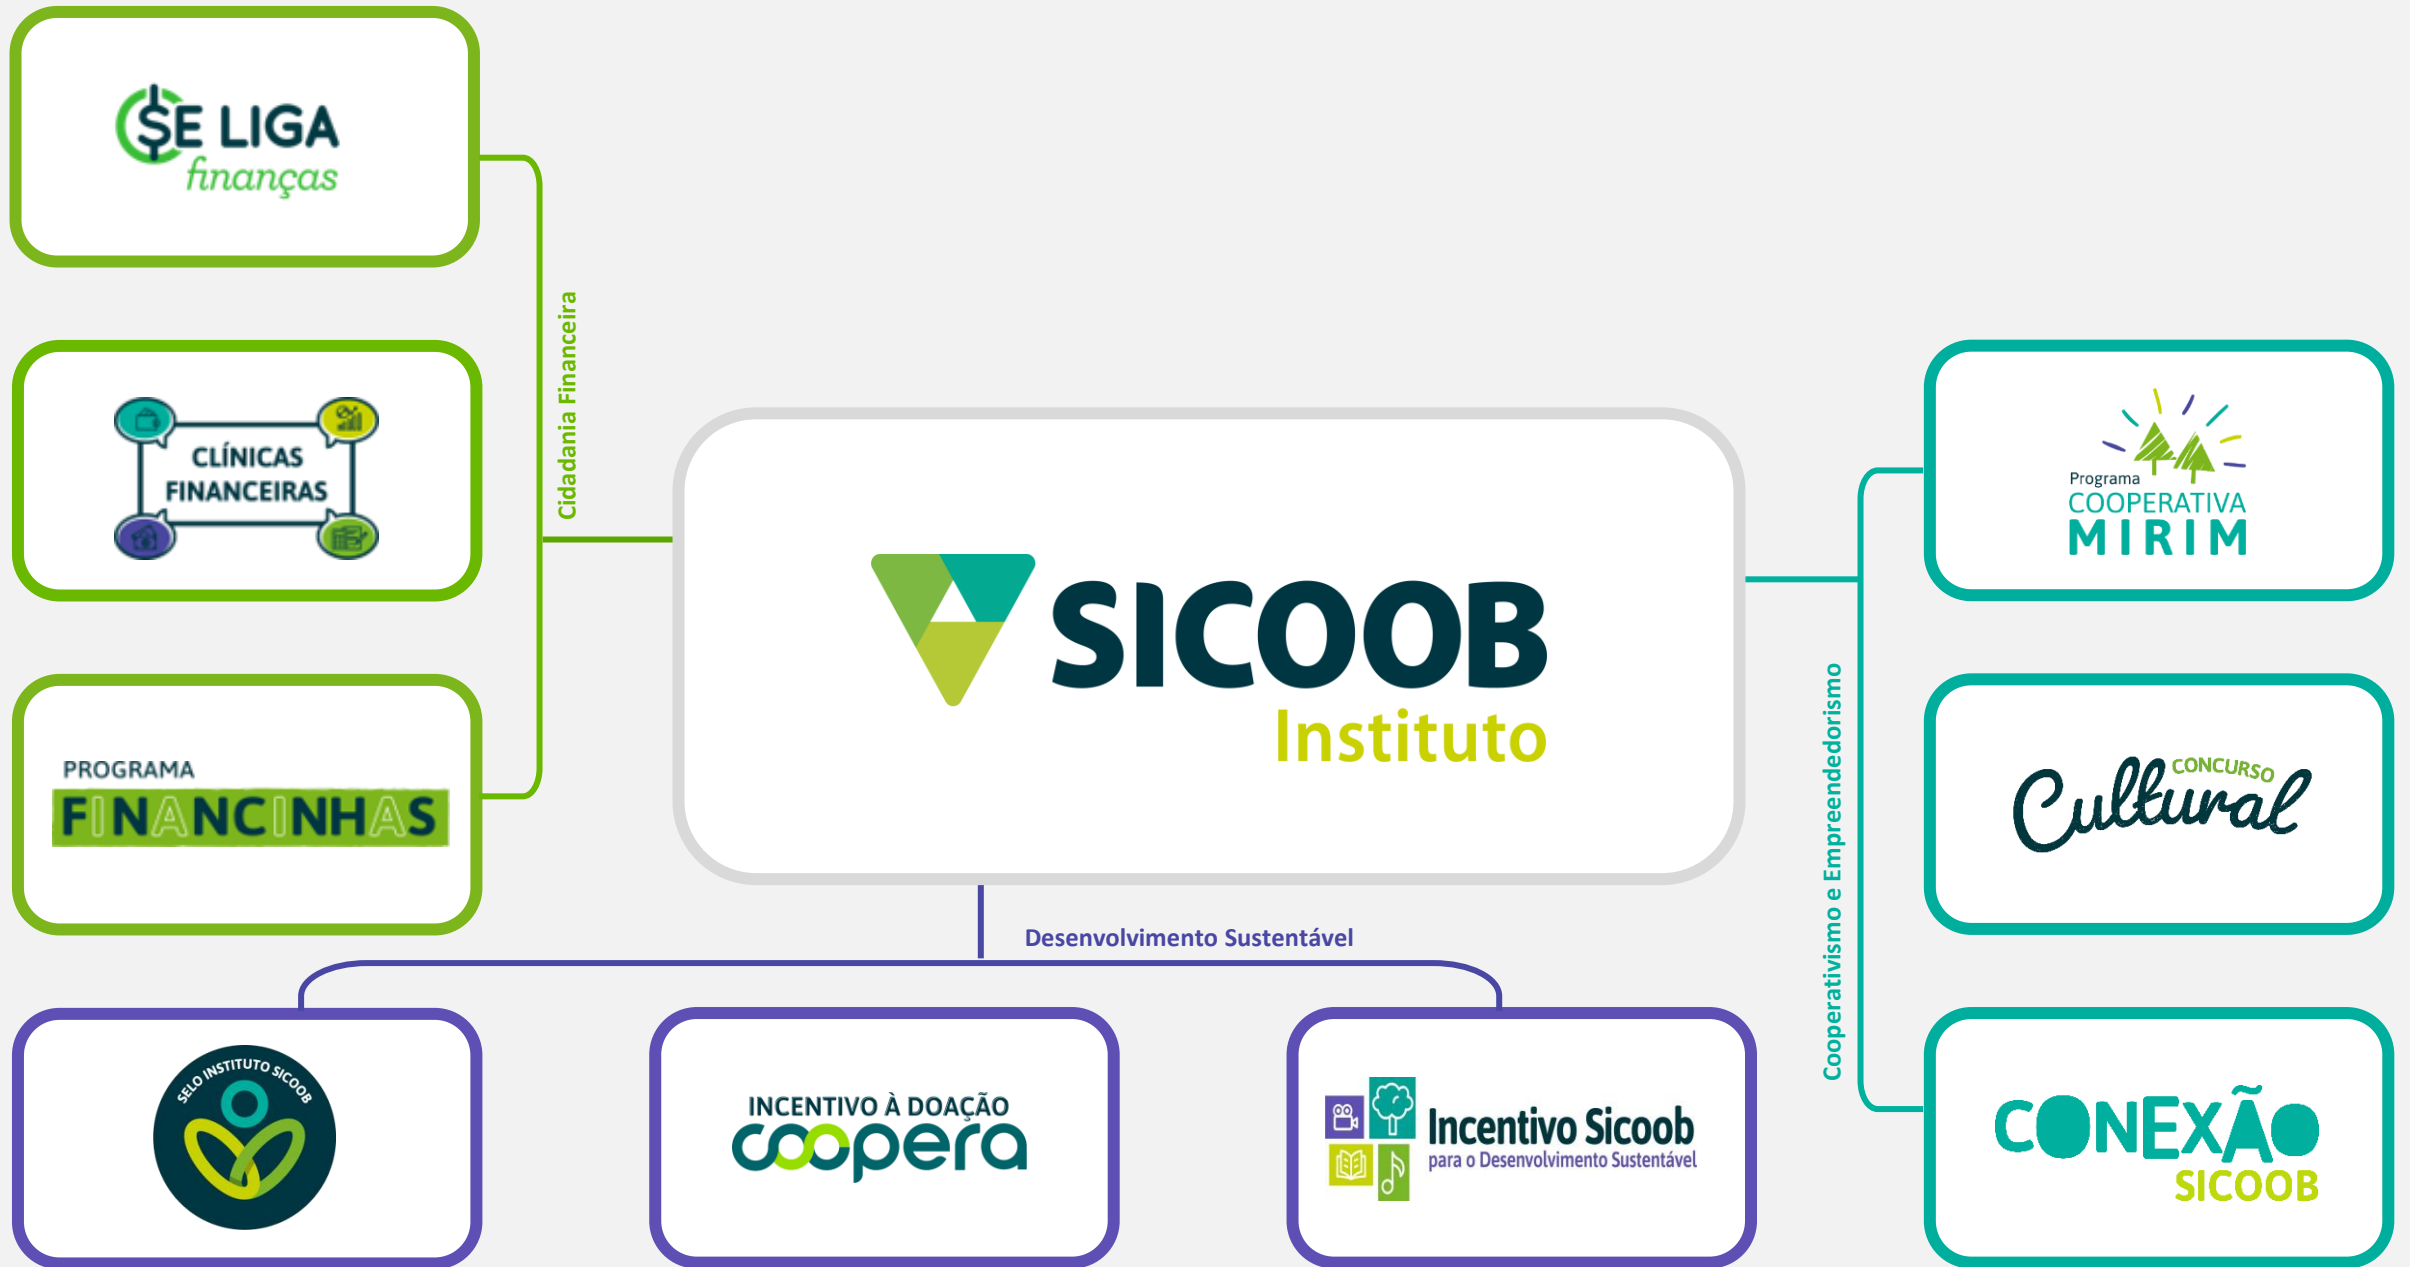 SE LIGA
finanças
Cidadania Financeira
CLÍNICAS
FINANCEIRAS
PROGRAMA
FINANCINHAS
SICOOB
Instituto
Programa
COOPERATIVA
MIRIM
Cooperativismo e Empreendedorismo
CONCURSO
Cultural
CONEXÃO
SICOOB
Desenvolvimento Sustentável
SELO INSTITUTO SICOOB
INCENTIVO À DOAÇÃO
coopera
Incentivo Sicoob
para o Desenvolvimento Sustentável